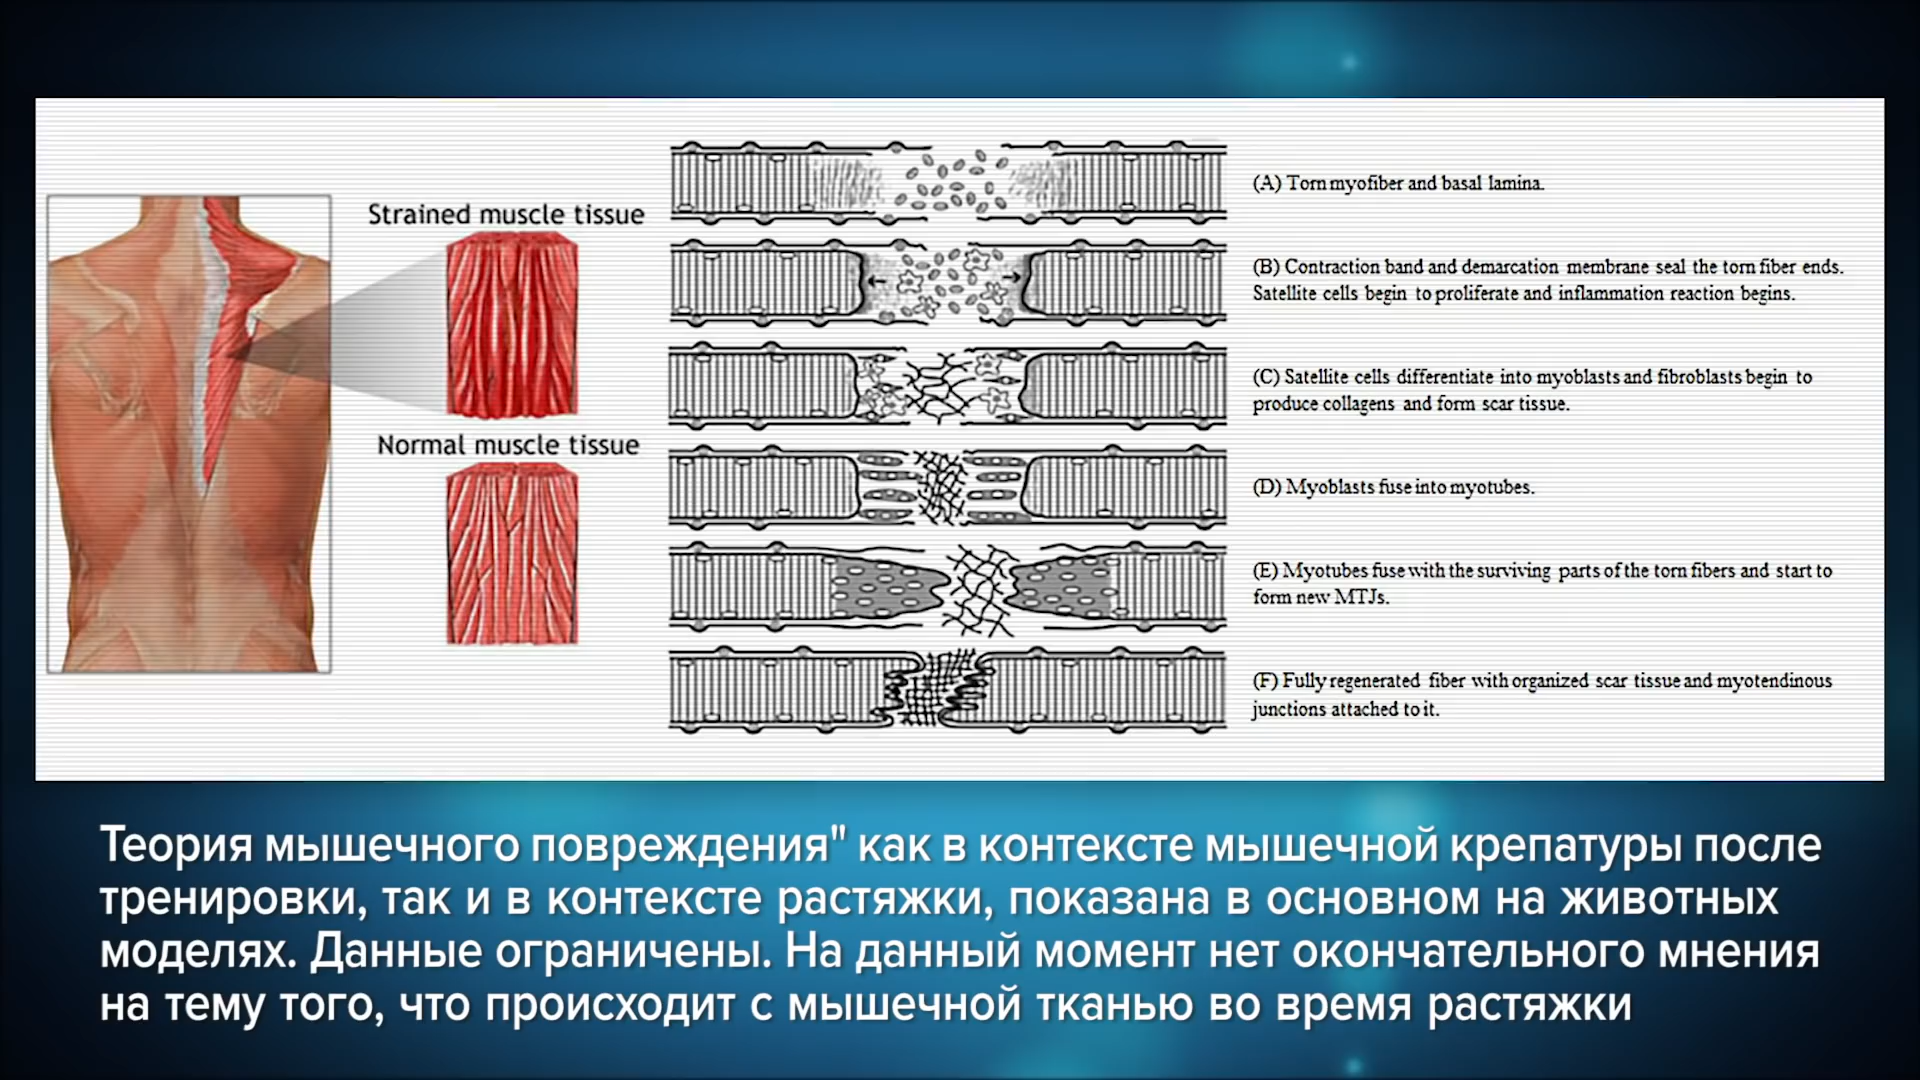 Strained muscle tissue
Normal muscle tissue
(A) Torn myofiber and basal lamina.
(B) Contraction band and demarcation membrane seal the torn fiber ends.
Satellite cells begin to proliferate and inflammation reaction begins.
(C) Satellite cells differentiate into myoblasts and fibroblasts begin to
produce collagens and form scar tissue.
(D) Myoblasts fuse into myotubes.
(E) Myotubes fuse with the surviving parts of the torn fibers and start to
form new MTJs.
(F) Fully regenerated fiber with organized scar tissue and myotendinous
junctions attached to it.
Теория мышечного повреждения" как в контексте мышечной крепатуры после
тренировки, так и в контексте растяжки, показана в основном на животных
моделях. Данные ограничены. На данный момент нет окончательного мнения
на тему того, что происходит с мышечной тканью во время растяжки